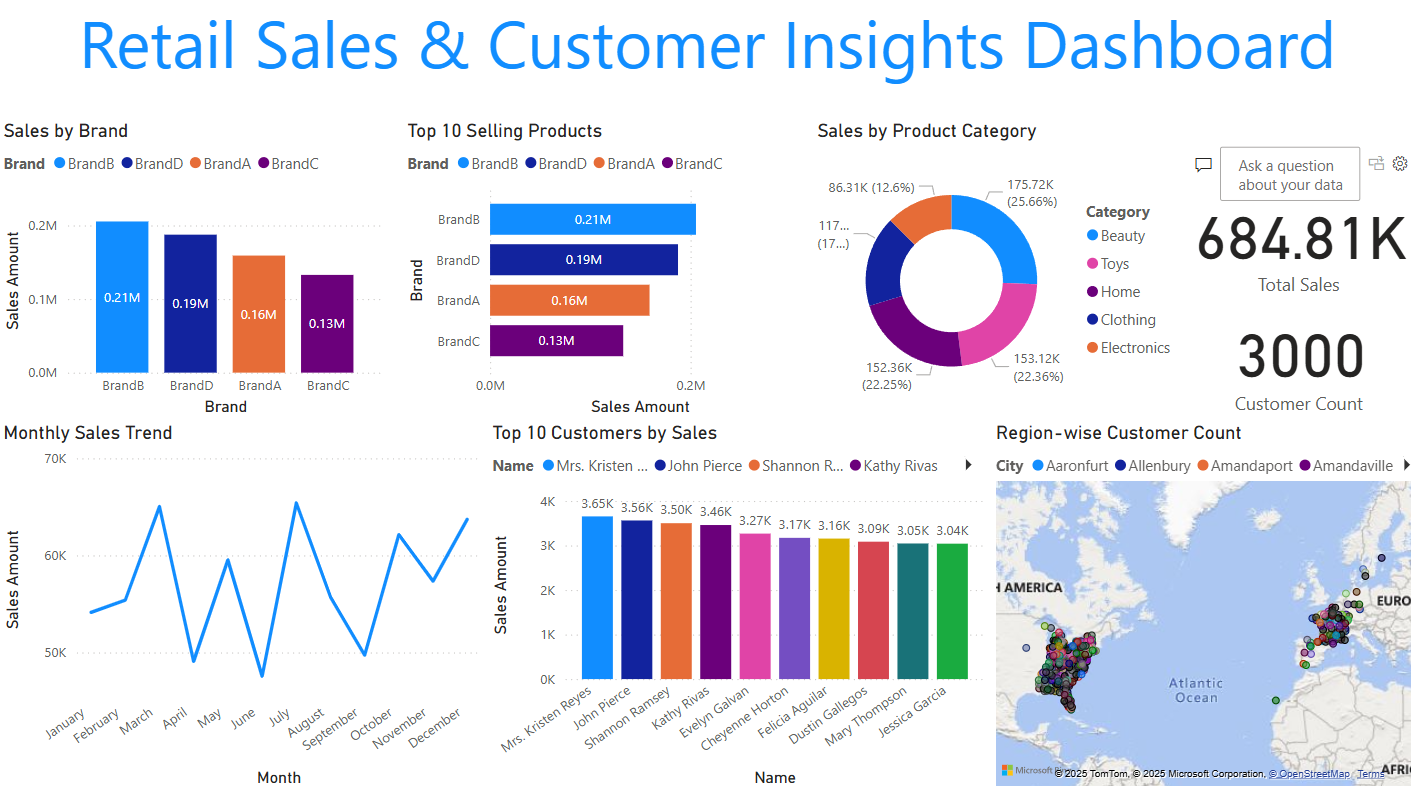 Retail Sales & Customer Insights Dashboard
Sales by Brand
Brand BrandB BrandD BrandA BrandC
Sales Amount
0.2M
0.1M
0.0M
0.21M
0.19M
0.16M
0.13M
BrandB BrandD BrandA BrandC
Brand
Top 10 Selling Products
Brand BrandB BrandD BrandA BrandC
Brand
BrandB 0.21M
BrandD 0.19M
BrandA 0.16M
BrandC 0.13M
0.0M 0.2M
Sales Amount
Sales by Product Category
86.31K (12.6%)
175.72K
(25.66%)
117...
(17...)
152.36K
(22.25%)
153.12K
(22.36%)
Category
Beauty
Toys
Home
Clothing
Electronics
Ask a question
about your data
684.81K
Total Sales
3000
Customer Count
Monthly Sales Trend
Sales Amount
70K
60K
50K
January February March April May June July August September October November December
Month
Top 10 Customers by Sales
Name Mrs. Kristen ... John Pierce Shannon R... Kathy Rivas
Sales Amount
4K
3K
2K
1K
0K
3.65K 3.56K 3.50K 3.46K 3.27K 3.17K 3.16K 3.09K 3.05K 3.04K
Mrs. Kristen Reyes John Pierce Shannon Ramsey Kathy Rivas Evelyn Galvan Cheyenne Horton Felicia Aguilar Dustin Gallegos Mary Thompson Jessica Garcia
Name
Region-wise Customer Count
City Aaronfurt Allenbury Amandaport Amandaville
H AMERICA
EURO
Atlantic
Ocean
AFRI
Microsoft
© 2025 TomTom, © 2025 Microsoft Corporation, © OpenStreetMap Terms